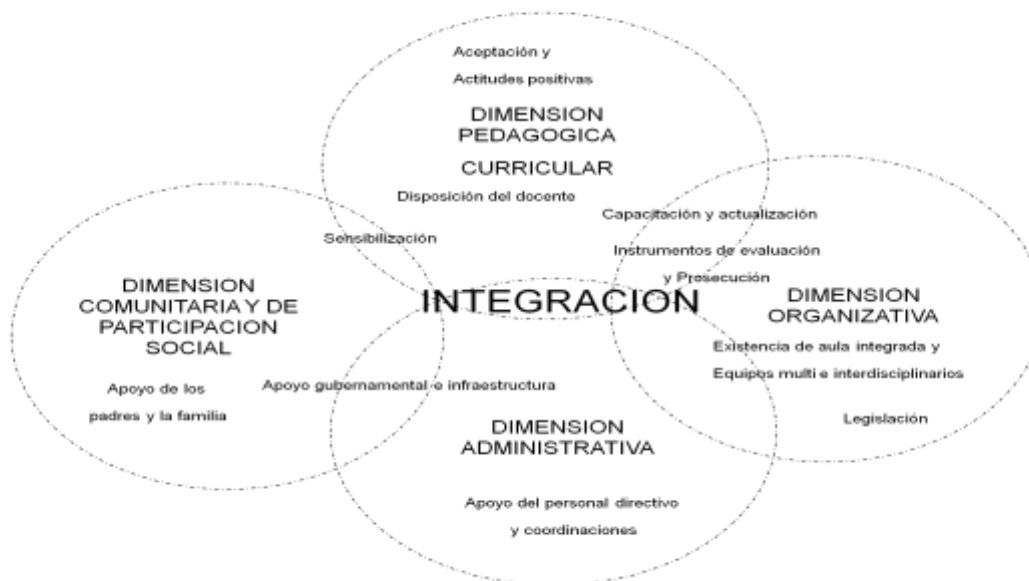 Aceptación y
Actitudes positivas
DIMENSION
PEDAGOGICA
CURRICULAR
Disposición del docente
Capacitación y actualización
Sensibilización
Instrumentos de evaluación
y Prosecución
INTEGRACION
DIMENSION
COMUNITARIA Y DE
PARTICIPACION
SOCIAL
DIMENSION
ORGANIZATIVA
Existencia de aula integrada y
Equipos multi e interdisciplinarios
Apoyo de los
padres y la familia
Apoyo gubernamental e infraestructura
Legislación
DIMENSION
ADMINISTRATIVA
Apoyo del personal directivo
y coordinaciones